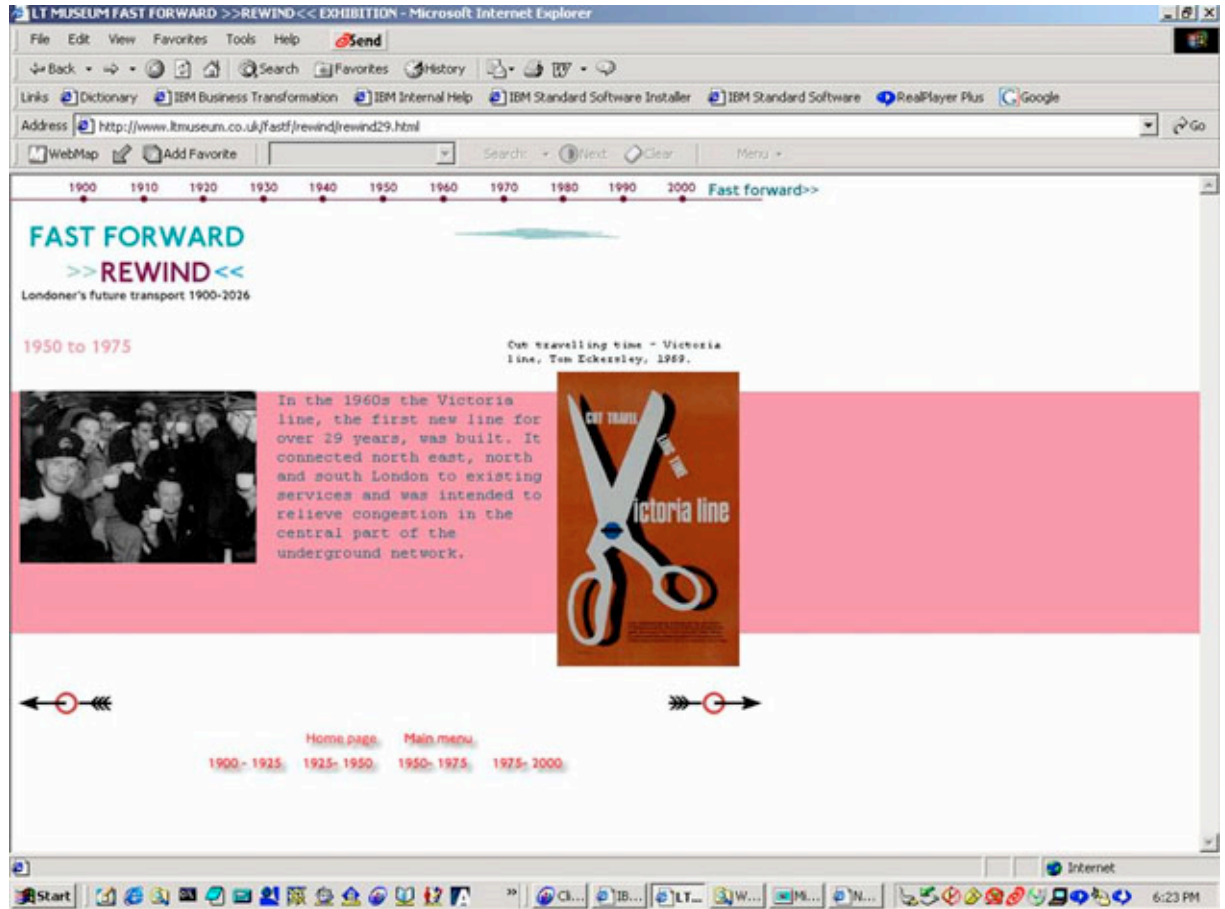 LT MUSEUM FAST FORWARD >>REWIND<< EXHIBITION - Microsoft Internet Explorer
File Edit View Favorites Tools Help Send
Back Search Favorites History
Links Dictionary IBM Business Transformation IBM Internal Help IBM Standard Software Installer IBM Standard Software RealPlayer Plus Google
Address http://www.ltmuseum.co.uk/fastf/rewind/rewind29.html Go
WebMap Add Favorite Search: Next Clear Menu
1900 1910 1920 1930 1940 1950 1960 1970 1980 1990 2000 Fast forward>>
FAST FORWARD
>>REWIND<<
Londoner's future transport 1900-2026
1950 to 1975
Cut travelling time - Victoria
line, Tom Eckersley, 1969.
In the 1960s the Victoria
line, the first new line for
over 29 years, was built. It
connected north east, north
and south London to existing
services and was intended to
relieve congestion in the
central part of the
underground network.
CUT TRAVEL
LING TIME
ictoria line
Home page Main menu
1900 - 1925 1925- 1950 1950- 1975 1975- 2000
Internet
Start » Cl... IB... LT... W... Mi... N... 6:23 PM